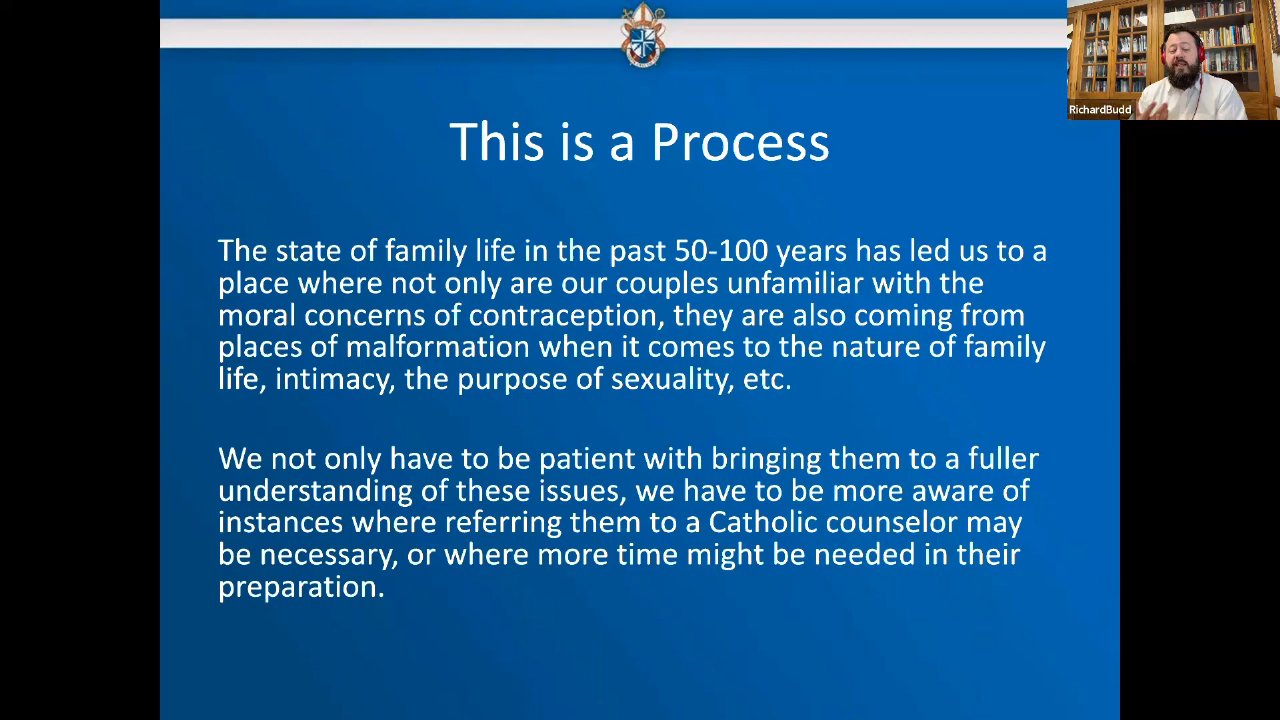 RichardBudd
This is a Process
The state of family life in the past 50-100 years has led us to a
place where not only are our couples unfamiliar with the
moral concerns of contraception, they are also coming from
places of malformation when it comes to the nature of family
life, intimacy, the purpose of sexuality, etc.
We not only have to be patient with bringing them to a fuller
understanding of these issues, we have to be more aware of
instances where referring them to a Catholic counselor may
be necessary, or where more time might be needed in their
preparation.